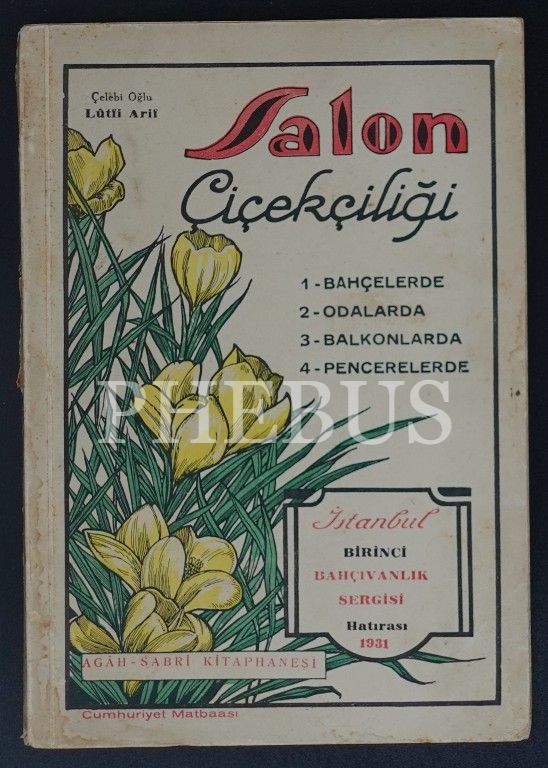 Çelebi Oğlu
Lûtfi Arif
Salon
Çiçekçiliği
1-BAHÇELERDE
2-ODALARDA
3-BALKONLARDA
4-PENCERELERDE
PHEBUS
İstanbul
BİRİNCİ
BAHÇIVANLIK
SERGİSİ
Hatırası
1931
AGÂH-SABRİ KİTAPHANESİ
Cumhuriyet Matbaası